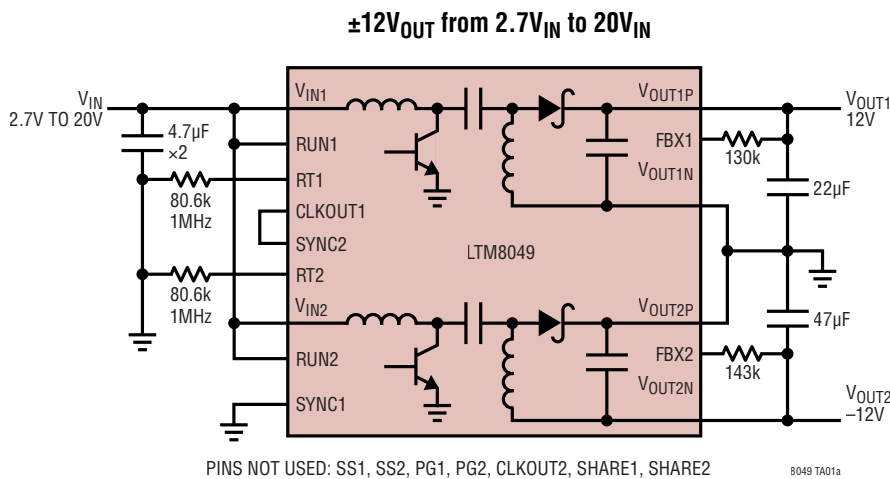 ±12VOUT from 2.7VIN to 20VIN
VIN
2.7V TO 20V
4.7µF
×2
80.6k
1MHz
80.6k
1MHz
VIN1
RUN1
RT1
CLKOUT1
SYNC2
RT2
VIN2
RUN2
SYNC1
LTM8049
VOUT1P
FBX1
VOUT1N
VOUT2P
FBX2
VOUT2N
130k
143k
22µF
47µF
VOUT1
12V
VOUT2
–12V
PINS NOT USED: SS1, SS2, PG1, PG2, CLKOUT2, SHARE1, SHARE2
8049 TA01a